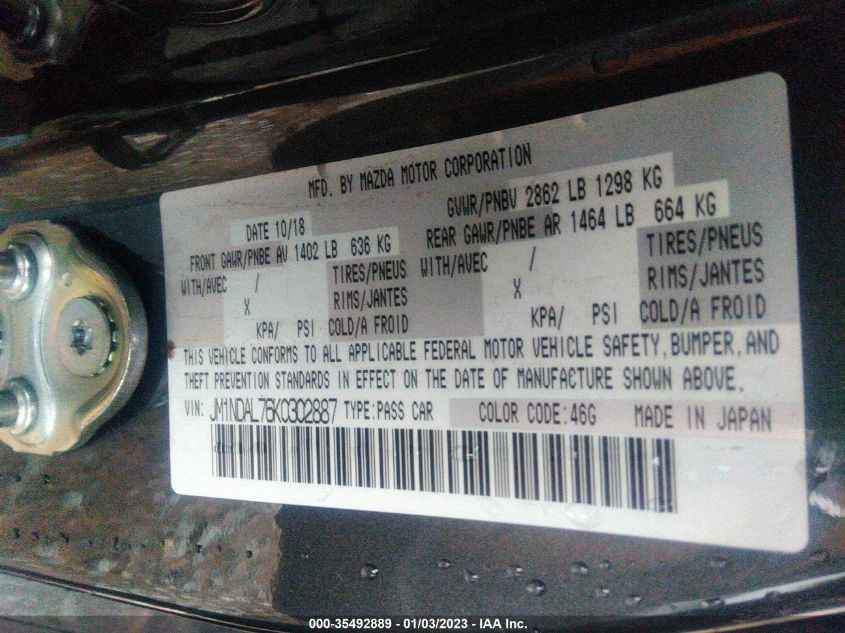 MFD. BY MAZDA MOTOR CORPORATION
DATE 10/18 GVWR/PNBV 2862 LB 1298 KG
FRONT GAWR/PNBE AV 1402 LB 636 KG REAR GAWR/PNBE AR 1464 LB 664 KG
WITH/AVEC / TIRES/PNEUS WITH/AVEC / TIRES/PNEUS
X RIMS/JANTES X RIMS/JANTES
KPA/ PSI COLD/A FROID KPA/ PSI COLD/A FROID
THIS VEHICLE CONFORMS TO ALL APPLICABLE FEDERAL MOTOR VEHICLE SAFETY, BUMPER, AND
THEFT PREVENTION STANDARDS IN EFFECT ON THE DATE OF MANUFACTURE SHOWN ABOVE.
VIN: JM1NDAL76K0302887 TYPE:PASS CAR COLOR CODE:46G MADE IN JAPAN
000-35492889 - 01/03/2023 - IAA Inc.